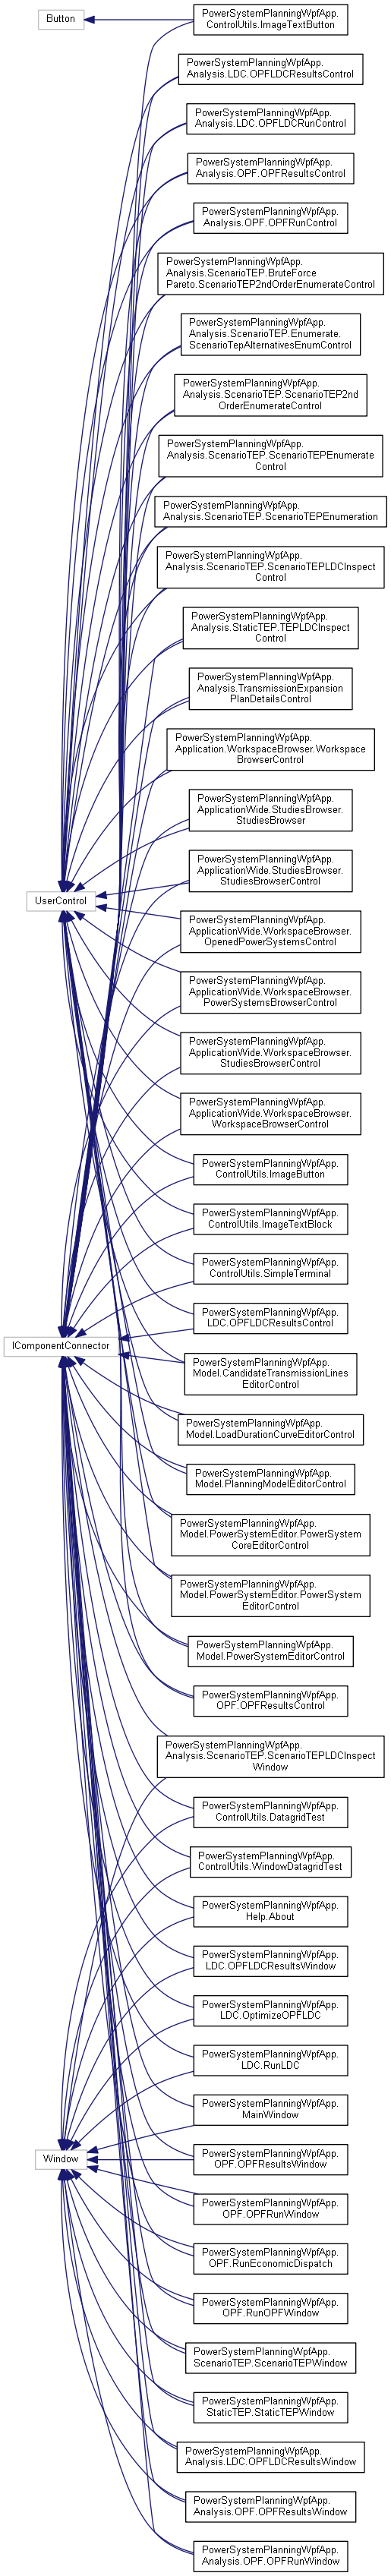 Button
PowerSystemPlanningWpfApp.
ControlUtils.ImageTextButton
PowerSystemPlanningWpfApp.
Analysis.LDC.OPFLDCResultsControl
PowerSystemPlanningWpfApp.
Analysis.LDC.OPFLDCRunControl
PowerSystemPlanningWpfApp.
Analysis.OPF.OPFResultsControl
PowerSystemPlanningWpfApp.
Analysis.OPF.OPFRunControl
PowerSystemPlanningWpfApp.
Analysis.ScenarioTEP.BruteForce
Pareto.ScenarioTEP2ndOrderEnumerateControl
PowerSystemPlanningWpfApp.
Analysis.ScenarioTEP.Enumerate.
ScenarioTepAlternativesEnumControl
PowerSystemPlanningWpfApp.
Analysis.ScenarioTEP.ScenarioTEP2nd
OrderEnumerateControl
PowerSystemPlanningWpfApp.
Analysis.ScenarioTEP.ScenarioTEPEnumerate
Control
PowerSystemPlanningWpfApp.
Analysis.ScenarioTEP.ScenarioTEPEnumeration
PowerSystemPlanningWpfApp.
Analysis.ScenarioTEP.ScenarioTEPLDCInspect
Control
PowerSystemPlanningWpfApp.
Analysis.StaticTEP.TEPLDCInspect
Control
PowerSystemPlanningWpfApp.
Analysis.TransmissionExpansion
PlanDetailsControl
PowerSystemPlanningWpfApp.
Application.WorkspaceBrowser.Workspace
BrowserControl
PowerSystemPlanningWpfApp.
ApplicationWide.StudiesBrowser.
StudiesBrowser
PowerSystemPlanningWpfApp.
ApplicationWide.StudiesBrowser.
StudiesBrowserControl
UserControl
PowerSystemPlanningWpfApp.
ApplicationWide.WorkspaceBrowser.
OpenedPowerSystemsControl
PowerSystemPlanningWpfApp.
ApplicationWide.WorkspaceBrowser.
PowerSystemsBrowserControl
PowerSystemPlanningWpfApp.
ApplicationWide.WorkspaceBrowser.
StudiesBrowserControl
PowerSystemPlanningWpfApp.
ApplicationWide.WorkspaceBrowser.
WorkspaceBrowserControl
PowerSystemPlanningWpfApp.
ControlUtils.ImageButton
PowerSystemPlanningWpfApp.
ControlUtils.ImageTextBlock
PowerSystemPlanningWpfApp.
ControlUtils.SimpleTerminal
PowerSystemPlanningWpfApp.
LDC.OPFLDCResultsControl
IComponentConnector
PowerSystemPlanningWpfApp.
Model.CandidateTransmissionLines
EditorControl
PowerSystemPlanningWpfApp.
Model.LoadDurationCurveEditorControl
PowerSystemPlanningWpfApp.
Model.PlanningModelEditorControl
PowerSystemPlanningWpfApp.
Model.PowerSystemEditor.PowerSystem
CoreEditorControl
PowerSystemPlanningWpfApp.
Model.PowerSystemEditor.PowerSystem
EditorControl
PowerSystemPlanningWpfApp.
Model.PowerSystemEditorControl
PowerSystemPlanningWpfApp.
OPF.OPFResultsControl
PowerSystemPlanningWpfApp.
Analysis.ScenarioTEP.ScenarioTEPLDCInspect
Window
PowerSystemPlanningWpfApp.
ControlUtils.DatagridTest
PowerSystemPlanningWpfApp.
ControlUtils.WindowDatagridTest
PowerSystemPlanningWpfApp.
Help.About
PowerSystemPlanningWpfApp.
LDC.OPFLDCResultsWindow
PowerSystemPlanningWpfApp.
LDC.OptimizeOPFLDC
PowerSystemPlanningWpfApp.
LDC.RunLDC
PowerSystemPlanningWpfApp.
MainWindow
Window
PowerSystemPlanningWpfApp.
OPF.OPFResultsWindow
PowerSystemPlanningWpfApp.
OPF.OPFRunWindow
PowerSystemPlanningWpfApp.
OPF.RunEconomicDispatch
PowerSystemPlanningWpfApp.
OPF.RunOPFWindow
PowerSystemPlanningWpfApp.
ScenarioTEP.ScenarioTEPWindow
PowerSystemPlanningWpfApp.
StaticTEP.StaticTEPWindow
PowerSystemPlanningWpfApp.
Analysis.LDC.OPFLDCResultsWindow
PowerSystemPlanningWpfApp.
Analysis.OPF.OPFResultsWindow
PowerSystemPlanningWpfApp.
Analysis.OPF.OPFRunWindow